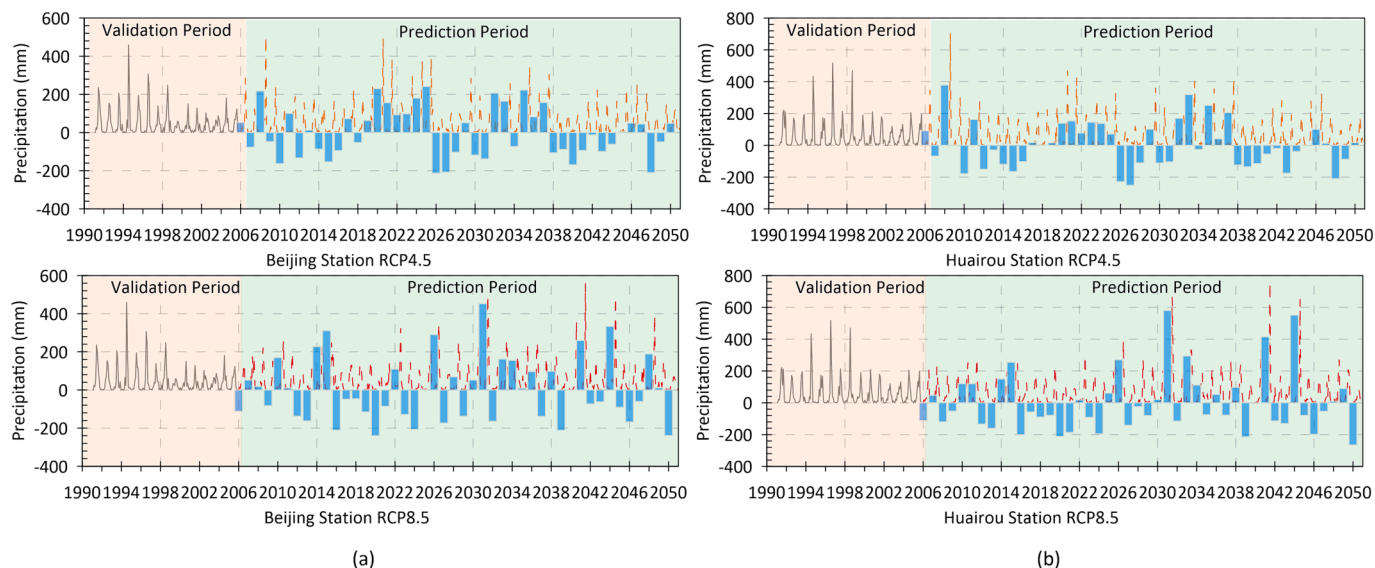 Validation Period Prediction Period
Precipitation (mm)
600
400
200
0
-200
-400
1990 1994 1998 2002 2006 2010 2014 2018 2022 2026 2030 2034 2038 2042 2046 2050
Beijing Station RCP4.5
Validation Period Prediction Period
Precipitation (mm)
800
600
400
200
0
-200
-400
1990 1994 1998 2002 2006 2010 2014 2018 2022 2026 2030 2034 2038 2042 2046 2050
Huairou Station RCP4.5
Validation Period Prediction Period
Precipitation (mm)
600
400
200
0
-200
-400
1990 1994 1998 2002 2006 2010 2014 2018 2022 2026 2030 2034 2038 2042 2046 2050
Beijing Station RCP8.5
(a)
Validation Period Prediction Period
Precipitation (mm)
800
600
400
200
0
-200
-400
1990 1994 1998 2002 2006 2010 2014 2018 2022 2026 2030 2034 2038 2042 2046 2050
Huairou Station RCP8.5
(b)